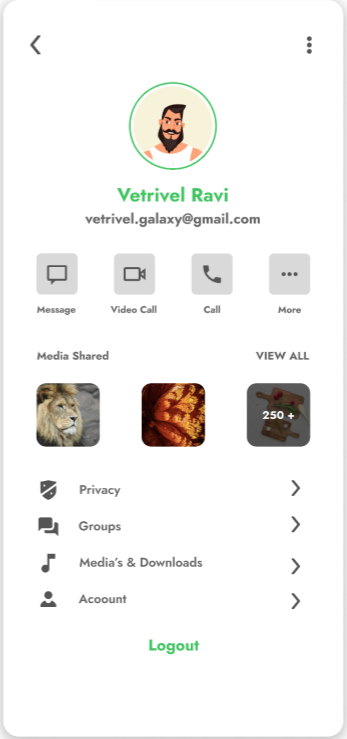 Vetrivel Ravi
vetrivel.galaxy@gmail.com
Message Video Call Call More
Media Shared VIEW ALL
250 +
Privacy
Groups
Media's & Downloads
Acoount
Logout